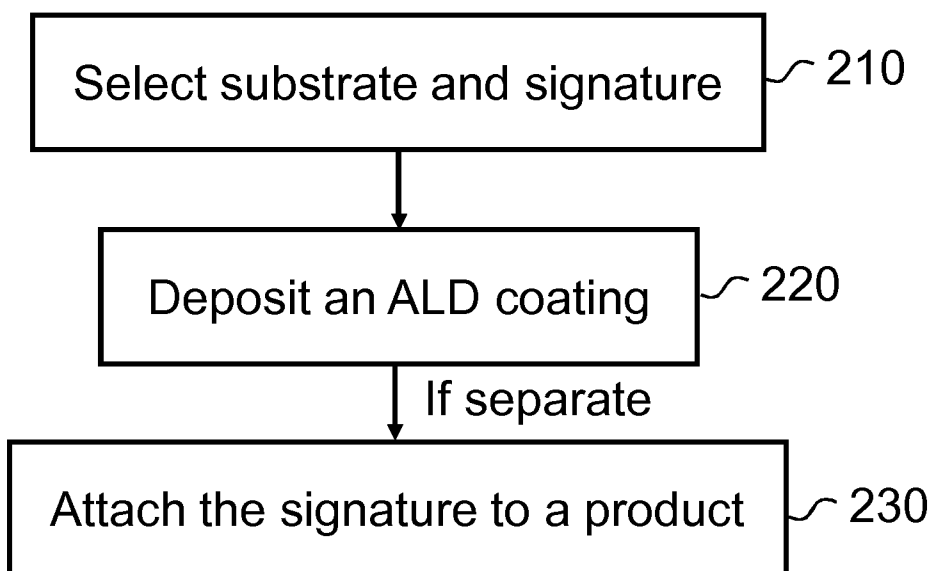 Select substrate and signature 210
Deposit an ALD coating 220
If separate
Attach the signature to a product 230